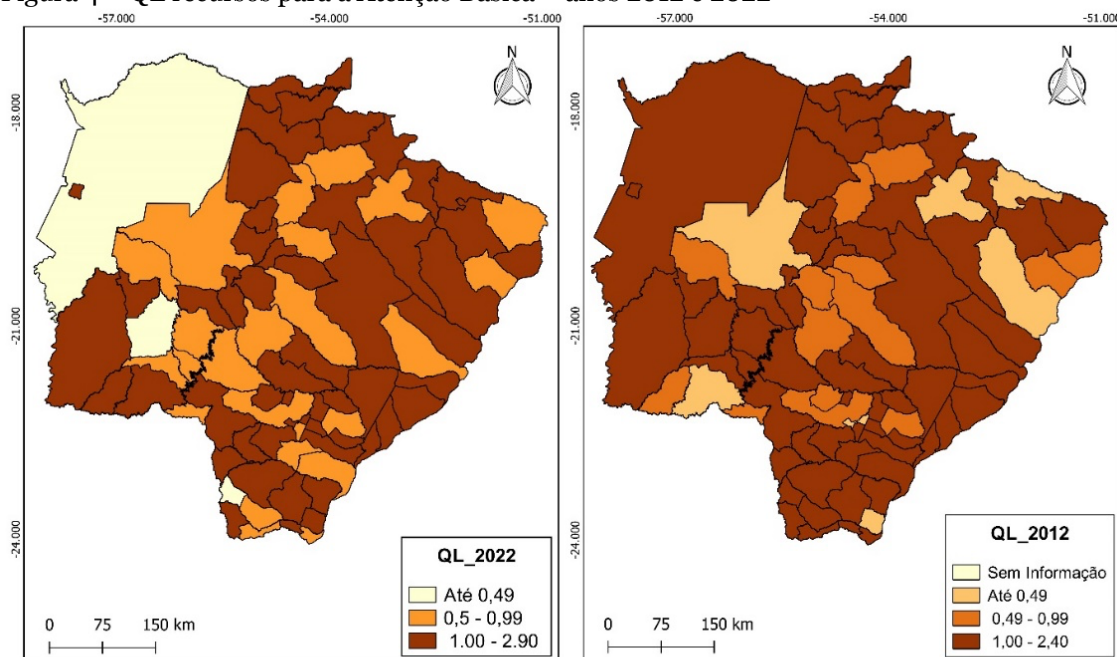 -57.000 -54.000 -51.000
-57.000 -54.000 -51.000
N
N
-18.000
-18.000
-21.000
-21.000
-24.000
-24.000
QL_2022
Até 0,49
0,5 - 0,99
1.00 - 2.90
0 75 150 km
QL_2012
Sem Informação
Até 0,49
0,49 - 0,99
1,00 - 2,40
0 75 150 km